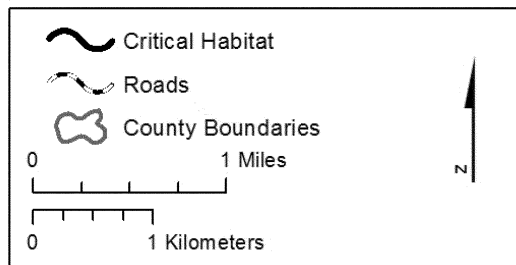 Critical Habitat
Roads
County Boundaries
0 1 Miles
0 1 Kilometers
N